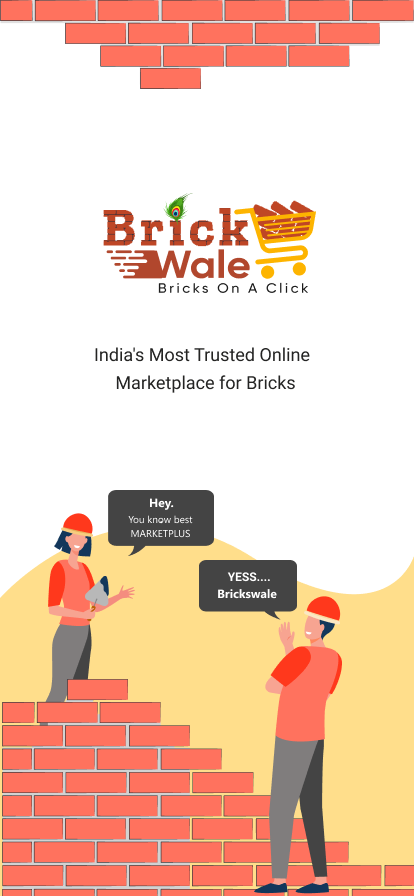 Brick
Wale
Bricks On A Click
India's Most Trusted Online
Marketplace for Bricks
Hey.
You know best
MARKETPLUS
YESS....
Brickswale